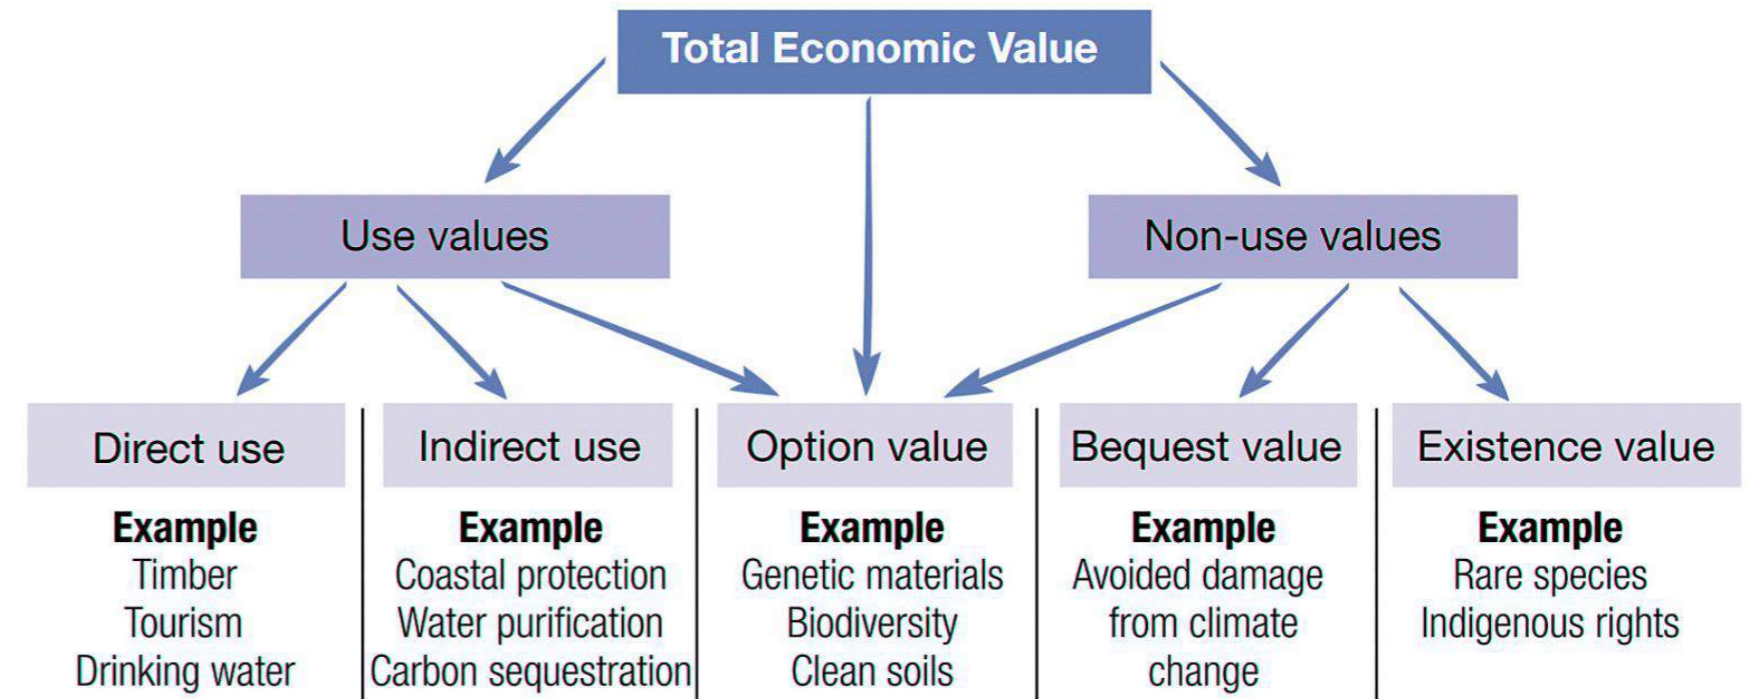 Total Economic Value
Use values
Non-use values
Direct use
Indirect use
Option value
Bequest value
Existence value
Example
Timber
Tourism
Drinking water
Example
Coastal protection
Water purification
Carbon sequestration
Example
Genetic materials
Biodiversity
Clean soils
Example
Avoided damage
from climate
change
Example
Rare species
Indigenous rights